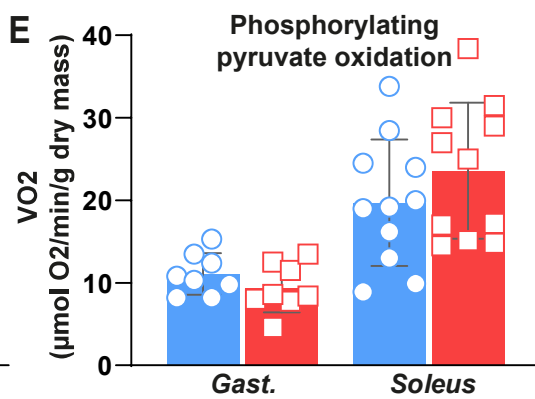 E
Phosphorylating
pyruvate oxidation
VO2
(µmol O2/min/g dry mass)
40
30
20
10
0
Gast.
Soleus